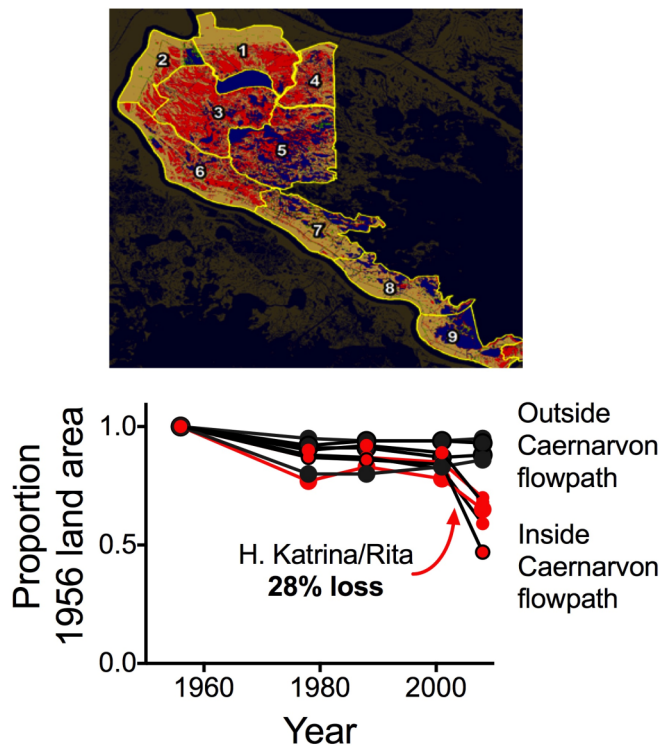 1
2
4
3
5
6
7
8
9
1.0
0.5
0.0
Proportion
1956 land area
Outside
Caernarvon
flowpath
H. Katrina/Rita
28% loss
Inside
Caernarvon
flowpath
1960
1980
2000
Year